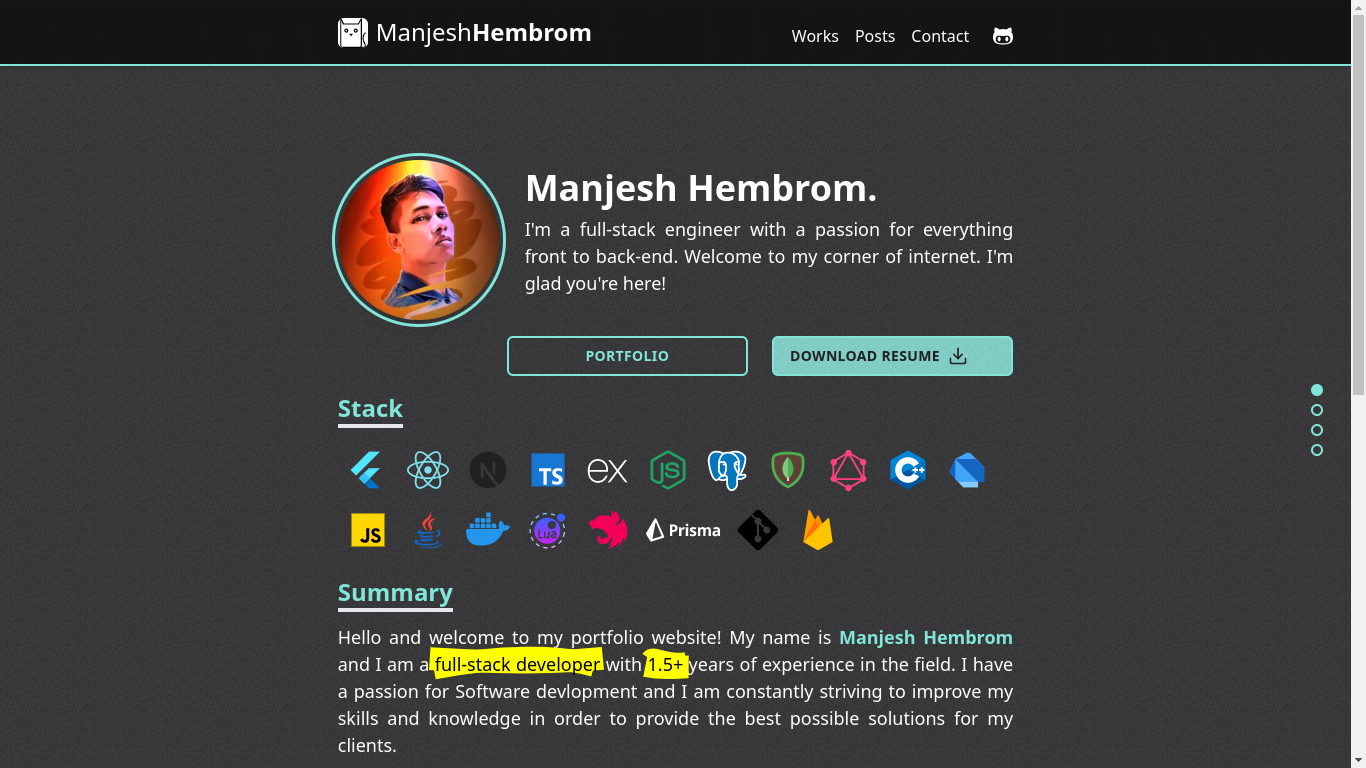 ManjeshHembrom
Works Posts Contact
Manjesh Hembrom.
I'm a full-stack engineer with a passion for everything
front to back-end. Welcome to my corner of internet. I'm
glad you're here!
PORTFOLIO
DOWNLOAD RESUME
Stack
N
TS
ex
JS
C++
JS
Lua
Prisma
Summary
Hello and welcome to my portfolio website! My name is Manjesh Hembrom
and I am a full-stack developer with 1.5+ years of experience in the field. I have
a passion for Software devlopment and I am constantly striving to improve my
skills and knowledge in order to provide the best possible solutions for my
clients.